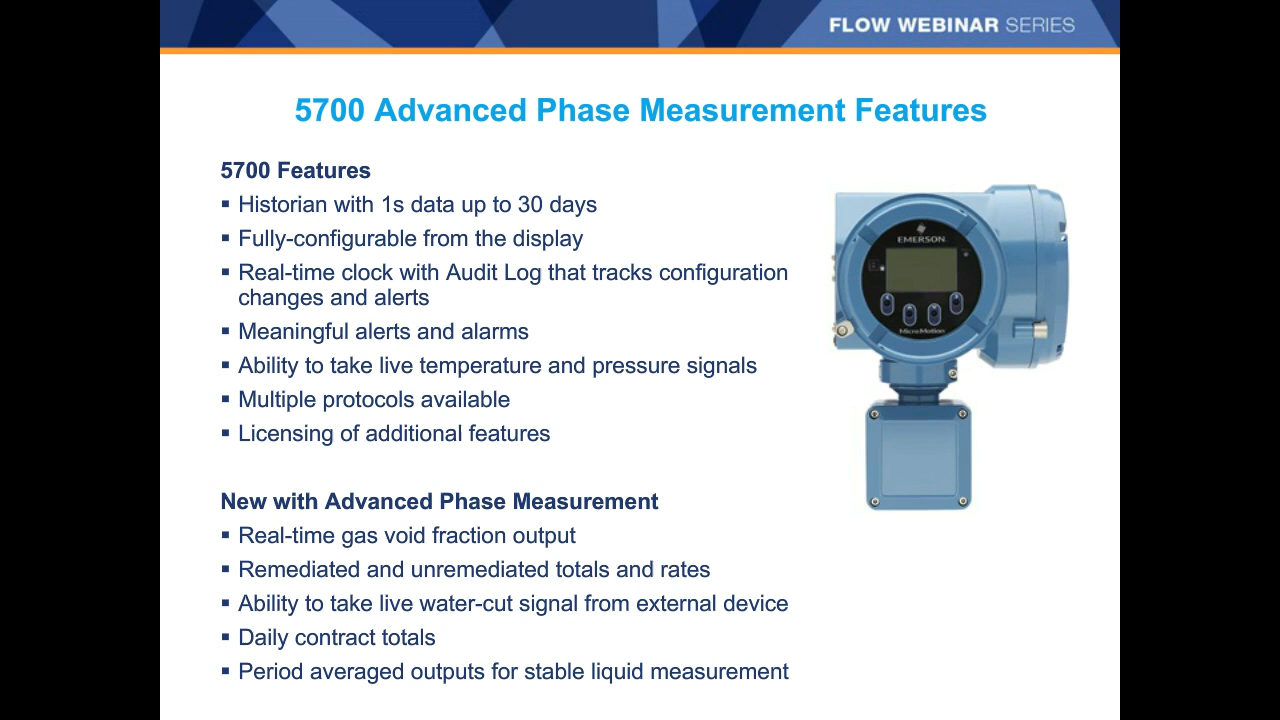 FLOW WEBINAR SERIES
5700 Advanced Phase Measurement Features
5700 Features
▪ Historian with 1s data up to 30 days
▪ Fully-configurable from the display
▪ Real-time clock with Audit Log that tracks configuration
changes and alerts
▪ Meaningful alerts and alarms
▪ Ability to take live temperature and pressure signals
▪ Multiple protocols available
▪ Licensing of additional features
EMERSON
Micro Motion
New with Advanced Phase Measurement
▪ Real-time gas void fraction output
▪ Remediated and unremediated totals and rates
▪ Ability to take live water-cut signal from external device
▪ Daily contract totals
▪ Period averaged outputs for stable liquid measurement